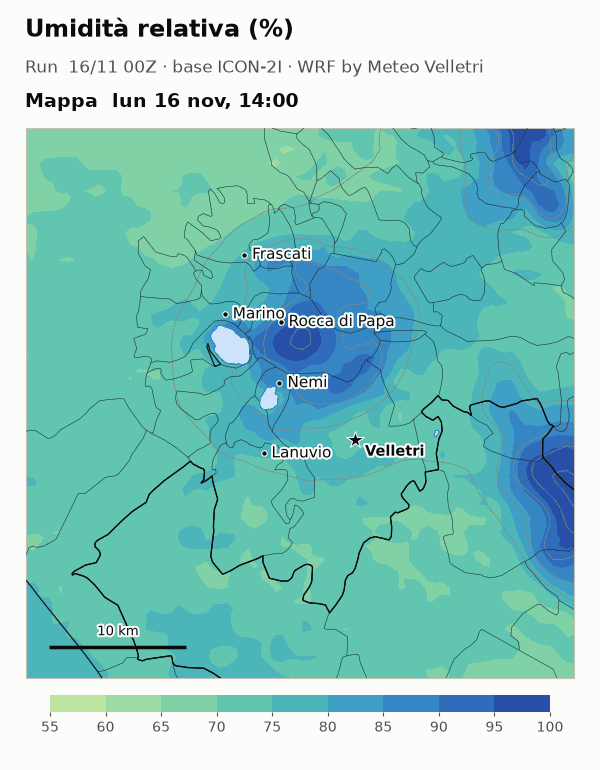 Umidità relativa (%)
Run  16/11 00Z · base ICON-2I · WRF by Meteo Velletri
Mappa  lun 16 nov, 14:00
Frascati
Marino
Rocca di Papa
Nemi
Velletri
Lanuvio
10 km
55 60 65 70 75 80 85 90 95 100